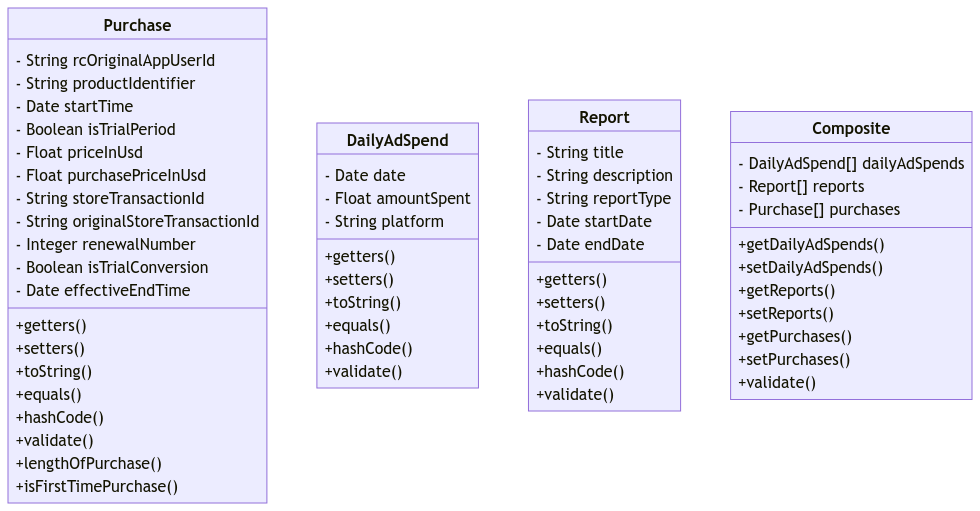 Purchase
- String rcOriginalAppUserId
- String productIdentifier
- Date startTime
- Boolean isTrialPeriod
- Float priceInUsd
- Float purchasePriceInUsd
- String storeTransactionId
- String originalStoreTransactionId
- Integer renewalNumber
- Boolean isTrialConversion
- Date effectiveEndTime
+getters()
+setters()
+toString()
+equals()
+hashCode()
+validate()
+lengthOfPurchase()
+isFirstTimePurchase()
DailyAdSpend
- Date date
- Float amountSpent
- String platform
+getters()
+setters()
+toString()
+equals()
+hashCode()
+validate()
Report
- String title
- String description
- String reportType
- Date startDate
- Date endDate
+getters()
+setters()
+toString()
+equals()
+hashCode()
+validate()
Composite
- DailyAdSpend[] dailyAdSpends
- Report[] reports
- Purchase[] purchases
+getDailyAdSpends()
+setDailyAdSpends()
+getReports()
+setReports()
+getPurchases()
+setPurchases()
+validate()